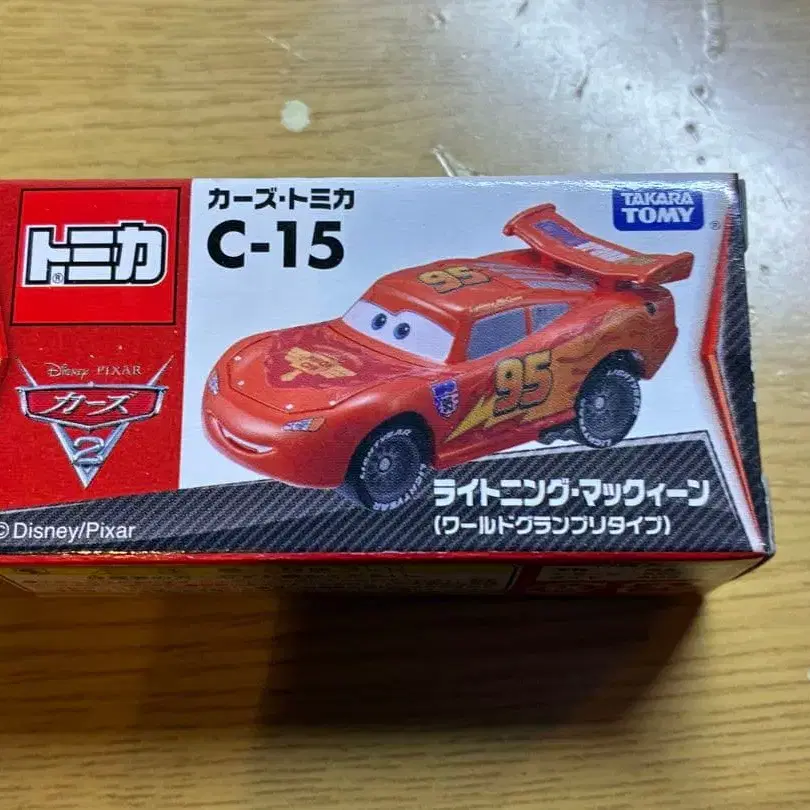 トミカ
®
カーズ・トミカ
C-15
TAKARA
TOMY
®
DISNEY PIXAR
カーズ
2
95
95
LIGHTYEAR
ライトニング・マックィーン
(ワールドグランプリタイプ)
©Disney/Pixar